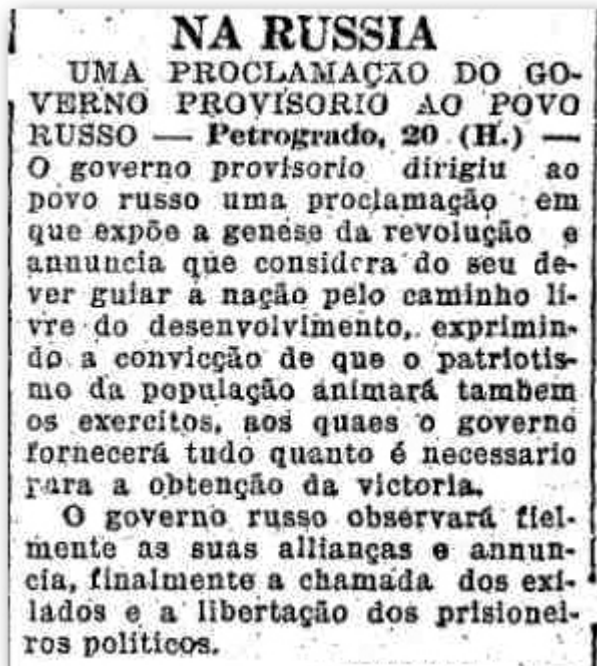 NA RUSSIA
UMA PROCLAMAÇÃO DO GO-
VERNO PROVISORIO AO POVO
RUSSO — Petrogrado, 20 (H.) —
O governo provisorio dirigiu ao
povo russo uma proclamação em
que expõe a genése da revolução e
annuncia que considera do seu de-
ver guiar a nação pelo caminho li-
vre do desenvolvimento, exprimin-
do a convicção de que o patriotis-
mo da população animará tambem
os exercitos, aos quaes o governo
fornecerá tudo quanto é necessario
para a obtenção da victoria.
O governo russo observará fiel-
mente as suas allianças e annun-
cia, finalmente a chamada dos exi-
lados e a libertação dos prisionei-
ros politicos.